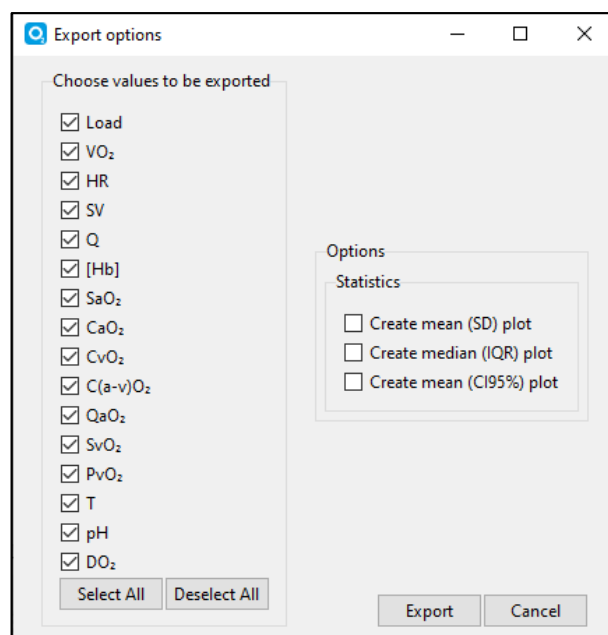 Export options
Choose values to be exported
Load
VO₂
HR
SV
Q
[Hb]
SaO₂
CaO₂
CvO₂
C(a-v)O₂
QaO₂
SvO₂
PvO₂
T
pH
DO₂
Select All
Deselect All
Options
Statistics
Create mean (SD) plot
Create median (IQR) plot
Create mean (CI95%) plot
Export
Cancel